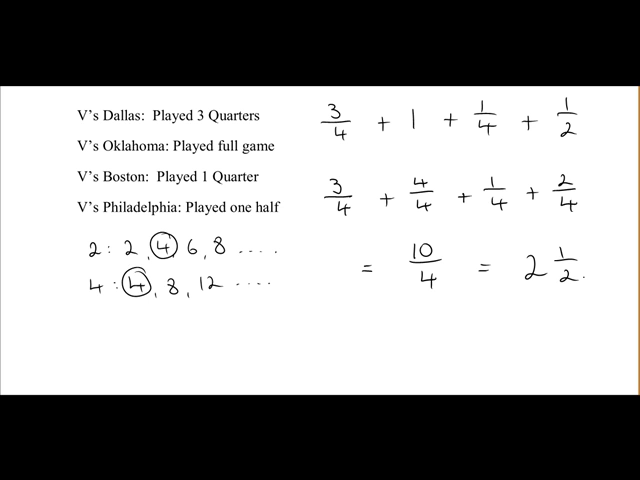 V's Dallas: Played 3 Quarters
V's Oklahoma: Played full game
V's Boston: Played 1 Quarter
V's Philadelphia: Played one half
2 : 2, 4, 6, 8 ....
4 : 4, 8, 12 ....
3/4 + 1 + 1/4 + 1/2
3/4 + 4/4 + 1/4 + 2/4
= 10/4 = 2 1/2.